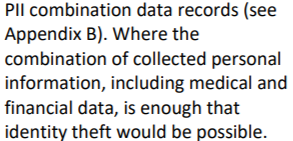 PII combination data records (see
Appendix B). Where the
combination of collected personal
information, including medical and
financial data, is enough that
identity theft would be possible.